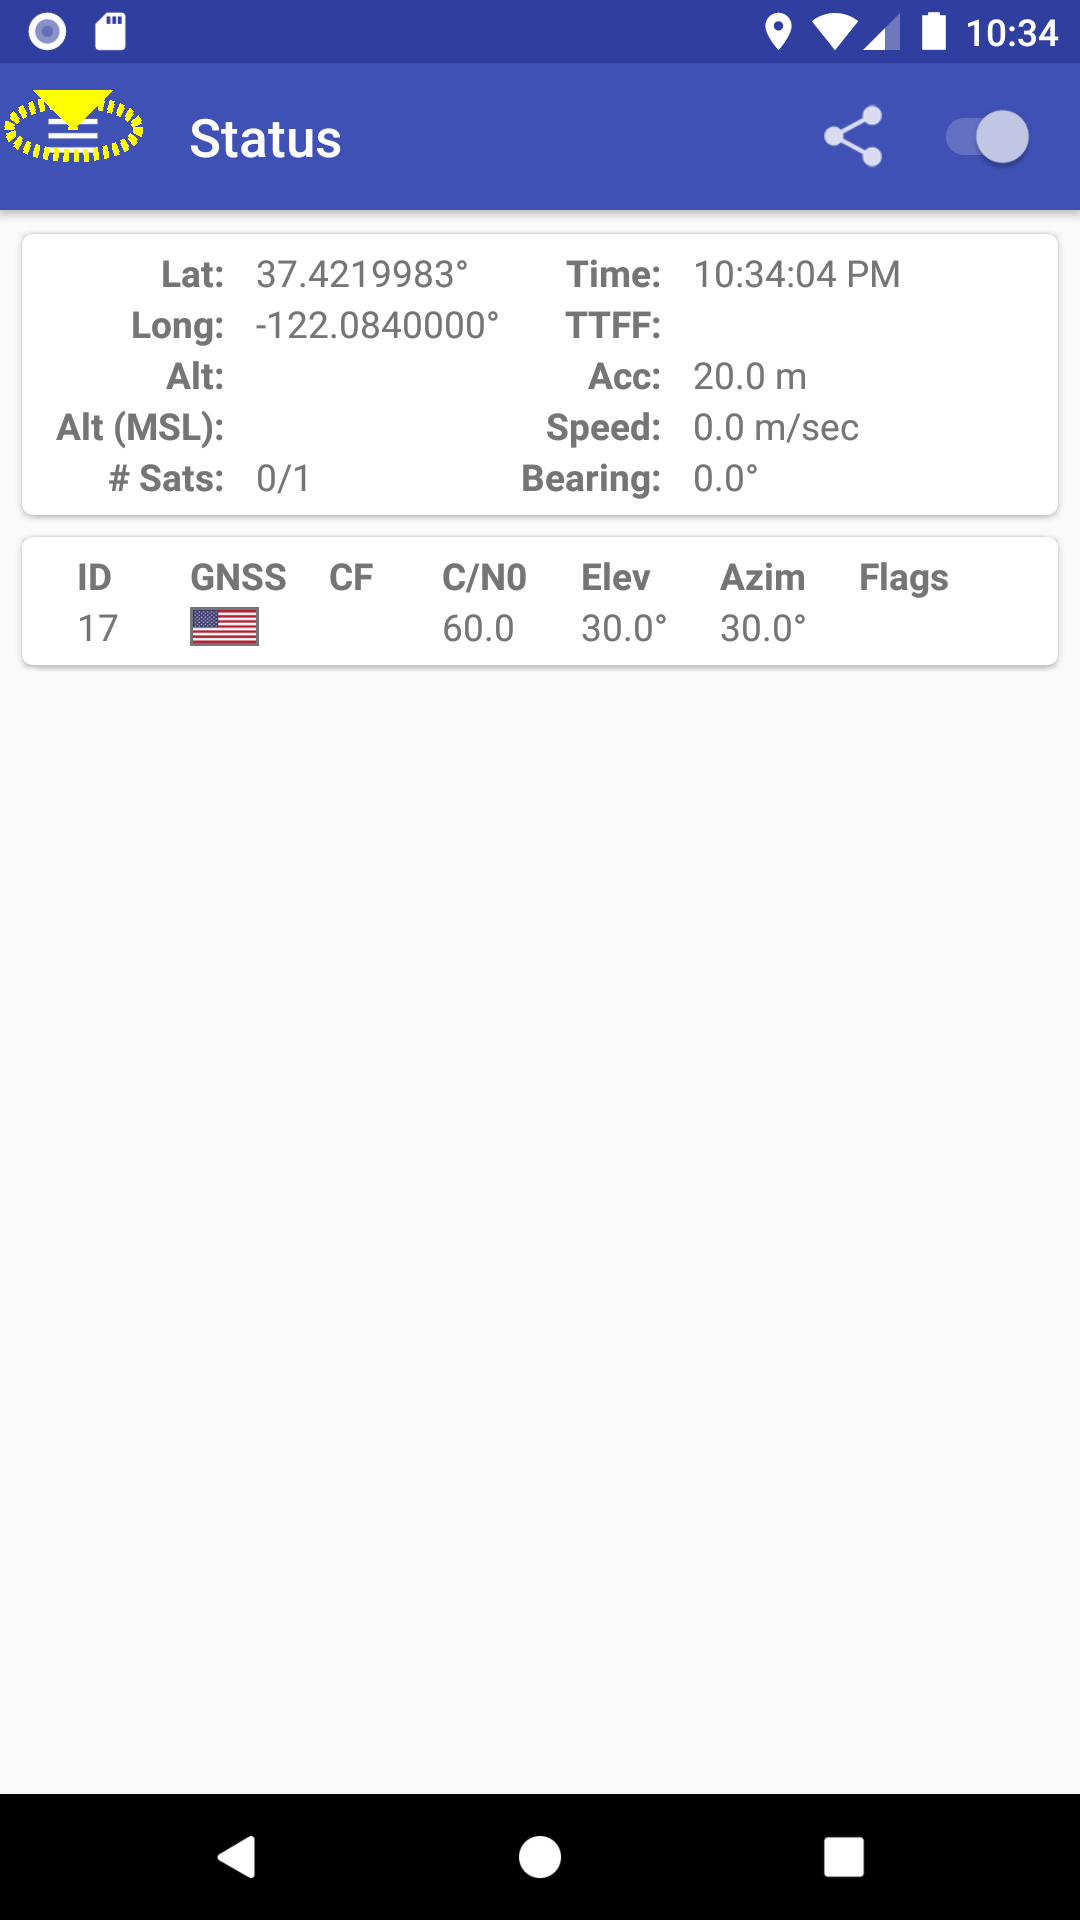 10:34
Status
Lat: 37.4219983° Time: 10:34:04 PM
Long: -122.0840000° TTFF:
Alt: Acc: 20.0 m
Alt (MSL): Speed: 0.0 m/sec
# Sats: 0/1 Bearing: 0.0°
ID GNSS CF C/N0 Elev Azim Flags
17 60.0 30.0° 30.0°